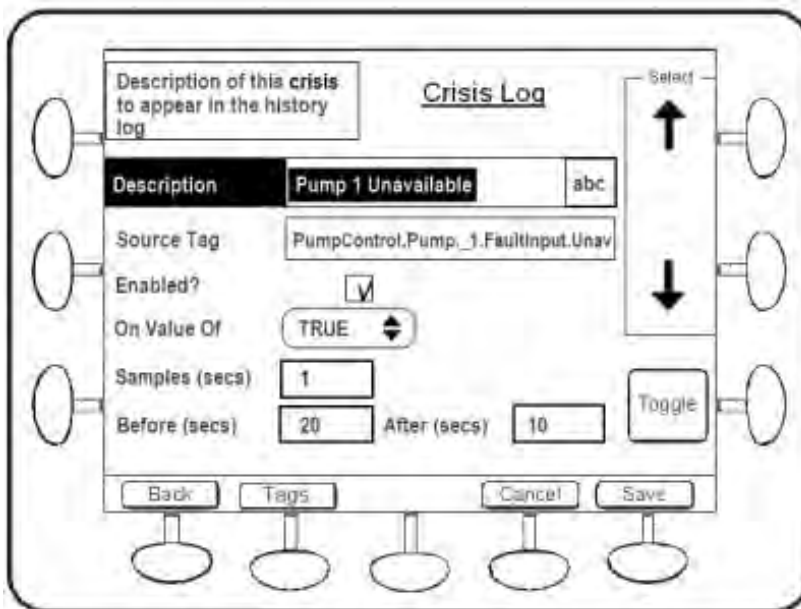 Description of this crisis
to appear in the history
log
Crisis Log
Select
Description Pump 1 Unavailable abc
Source Tag PumpControl.Pump._1.FaultInput.Unav
Enabled?
On Value Of TRUE
Samples (secs) 1
Toggle
Before (secs) 20 After (secs) 10
Back Tags Cancel Save